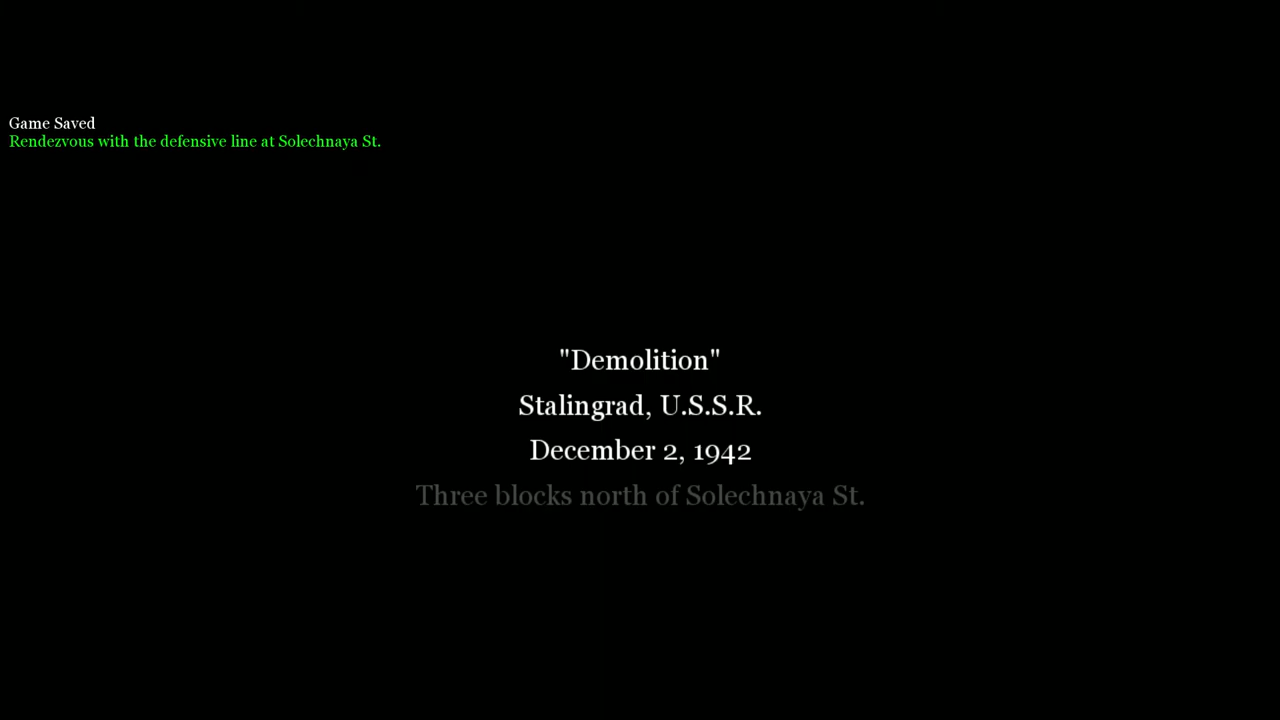 Game Saved
Rendezvous with the defensive line at Solechnaya St.
"Demolition"
Stalingrad, U.S.S.R.
December 2, 1942
Three blocks north of Solechnaya St.